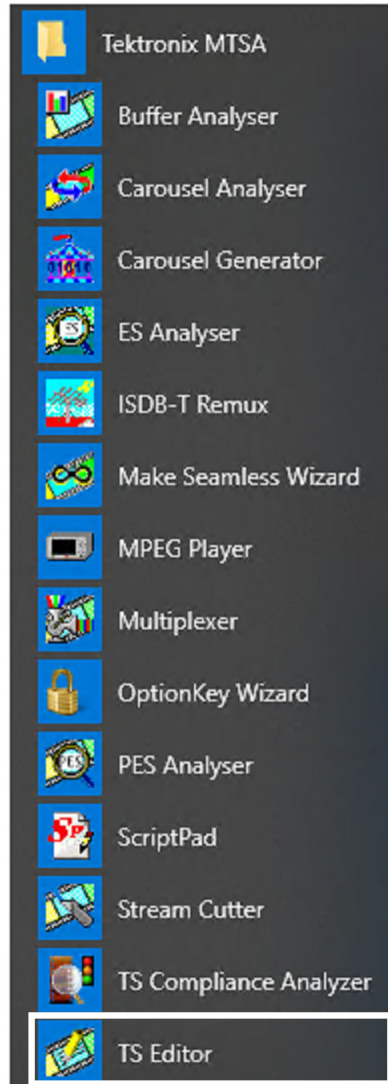 Tektronix MTSA
Buffer Analyser
Carousel Analyser
Carousel Generator
ES Analyser
ISDB-T Remux
Make Seamless Wizard
MPEG Player
Multiplexer
OptionKey Wizard
PES Analyser
ScriptPad
Stream Cutter
TS Compliance Analyzer
TS Editor